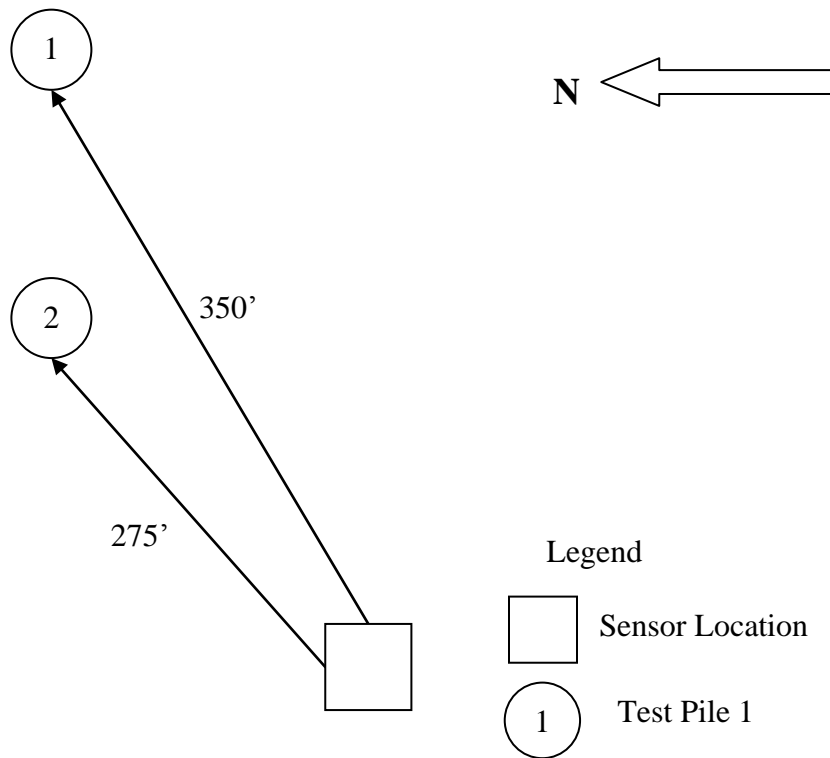 1
N
2
350’
275’
Legend
Sensor Location
1
Test Pile 1